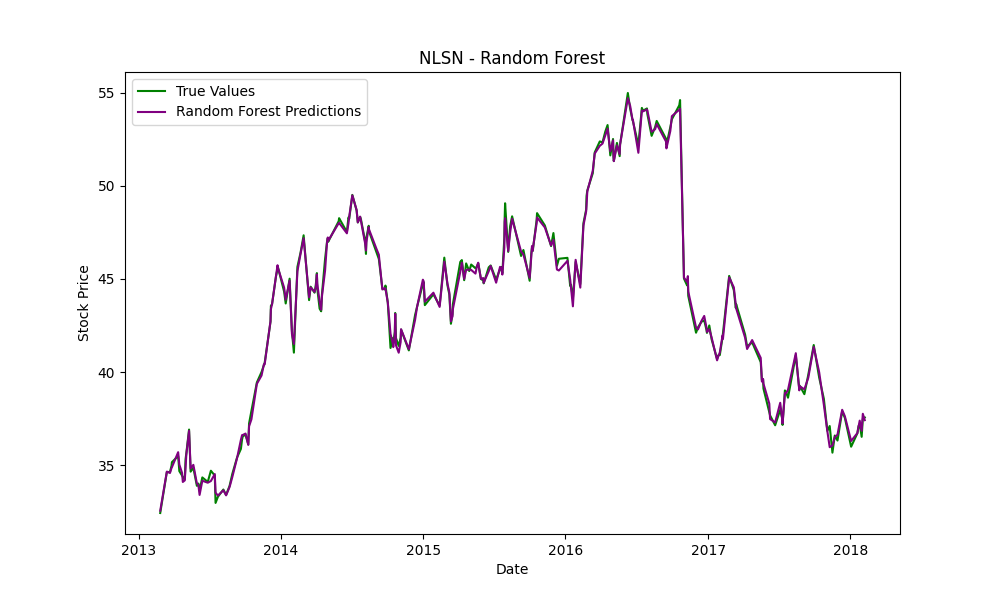 NLSN - Random Forest
True Values
Random Forest Predictions
55
50
45
40
35
Stock Price
2013
2014
2015
2016
2017
2018
Date